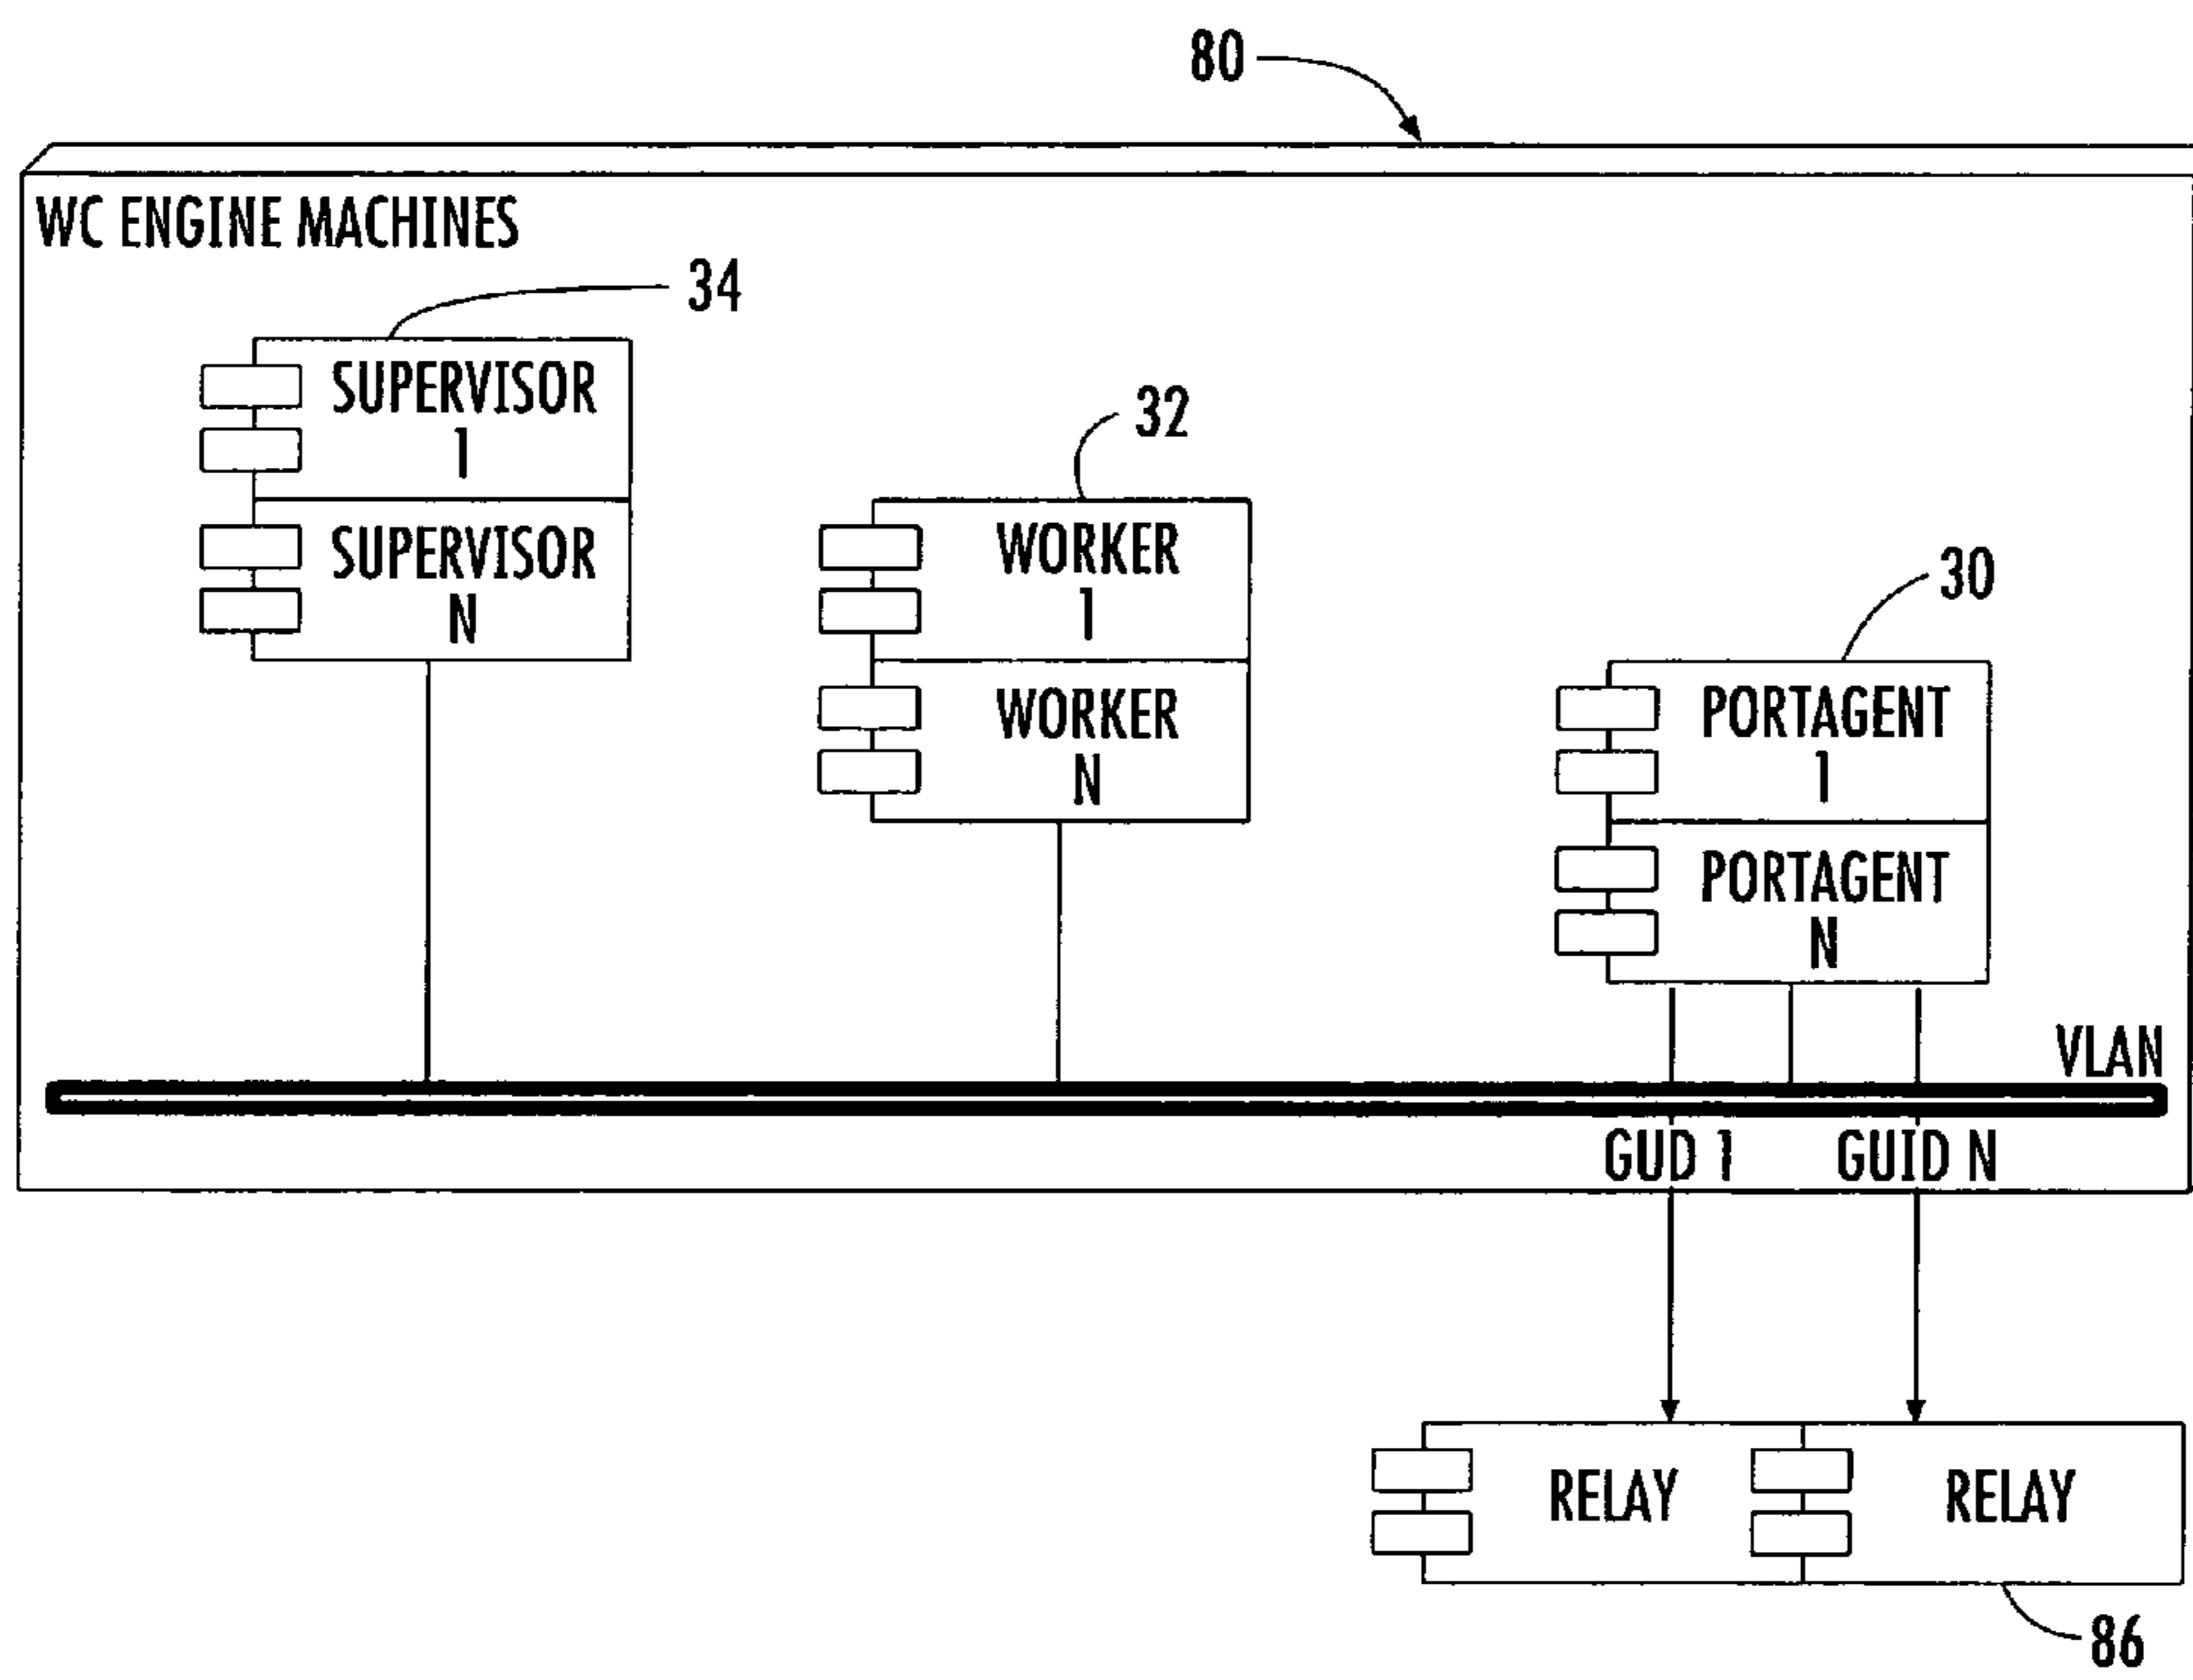 80
WC ENGINE MACHINES
34
SUPERVISOR
1
SUPERVISOR
N
32
WORKER
1
WORKER
N
30
PORTAGENT
1
PORTAGENT
N
VLAN
GUD 1 GUID N
RELAY RELAY
86